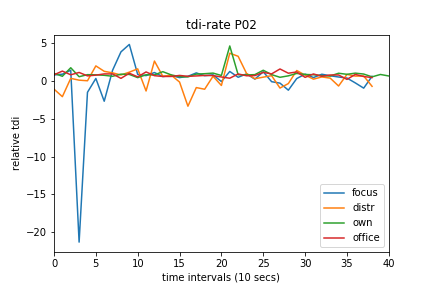 tdi-rate P02
relative tdi
5
0
−5
−10
−15
−20
focus
distr
own
office
0 5 10 15 20 25 30 35 40
time intervals (10 secs)